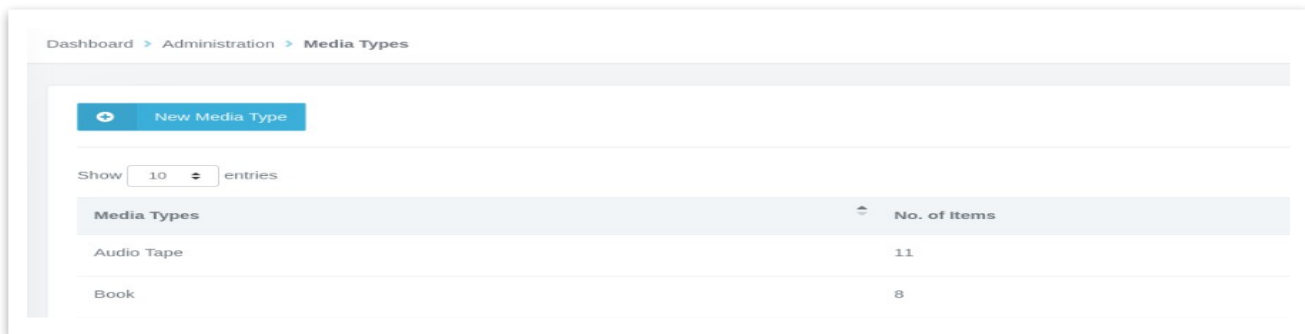 Dashboard > Administration > Media Types
New Media Type
Show 10 entries
Media Types No. of Items
Audio Tape 11
Book 8